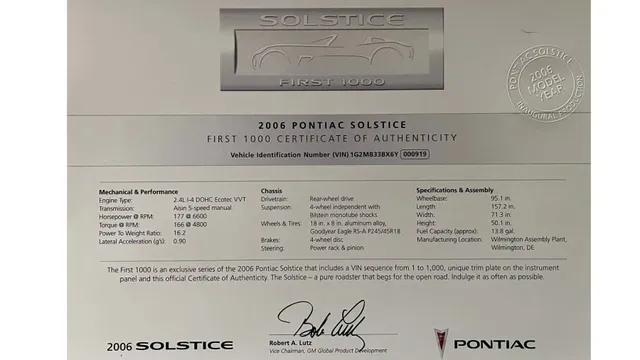 SOLSTICE
FIRST 1000
PONTIAC SOLSTICE
2006
MODEL
YEAR
INAUGURAL PRODUCTION
2006 PONTIAC SOLSTICE
FIRST 1000 CERTIFICATE OF AUTHENTICITY
Vehicle Identification Number (VIN) 1G2MB33BX6Y 000919
Mechanical & Performance
Engine Type: 2.4L I-4 DOHC Ecotec VVT
Transmission: Aisin 5-speed manual
Horsepower @ RPM: 177 @ 6600
Torque @ RPM: 166 @ 4800
Power To Weight Ratio: 16.2
Lateral Acceleration (g's): 0.90
Chassis
Drivetrain: Rear-wheel drive
Suspension: 4-wheel independent with
Bilstein monotube shocks
Wheels & Tires: 18 in. x 8 in. aluminum alloy,
Goodyear Eagle RS-A P245/45R18
Brakes: 4-wheel disc
Steering: Power rack & pinion
Specifications & Assembly
Wheelbase: 95.1 in.
Length: 157.2 in.
Width: 71.3 in.
Height: 50.1 in.
Fuel Capacity (approx): 13.8 gal.
Manufacturing Location: Wilmington Assembly Plant,
Wilmington, DE
The First 1000 is an exclusive series of the 2006 Pontiac Solstice that includes a VIN sequence from 1 to 1,000, unique trim plate on the instrument
panel and this official Certificate of Authenticity. The Solstice – a pure roadster that begs for the open road. Indulge it as often as possible.
Bob Lutz
Robert A. Lutz
Vice Chairman, GM Global Product Development
2006 SOLSTICE
PONTIAC